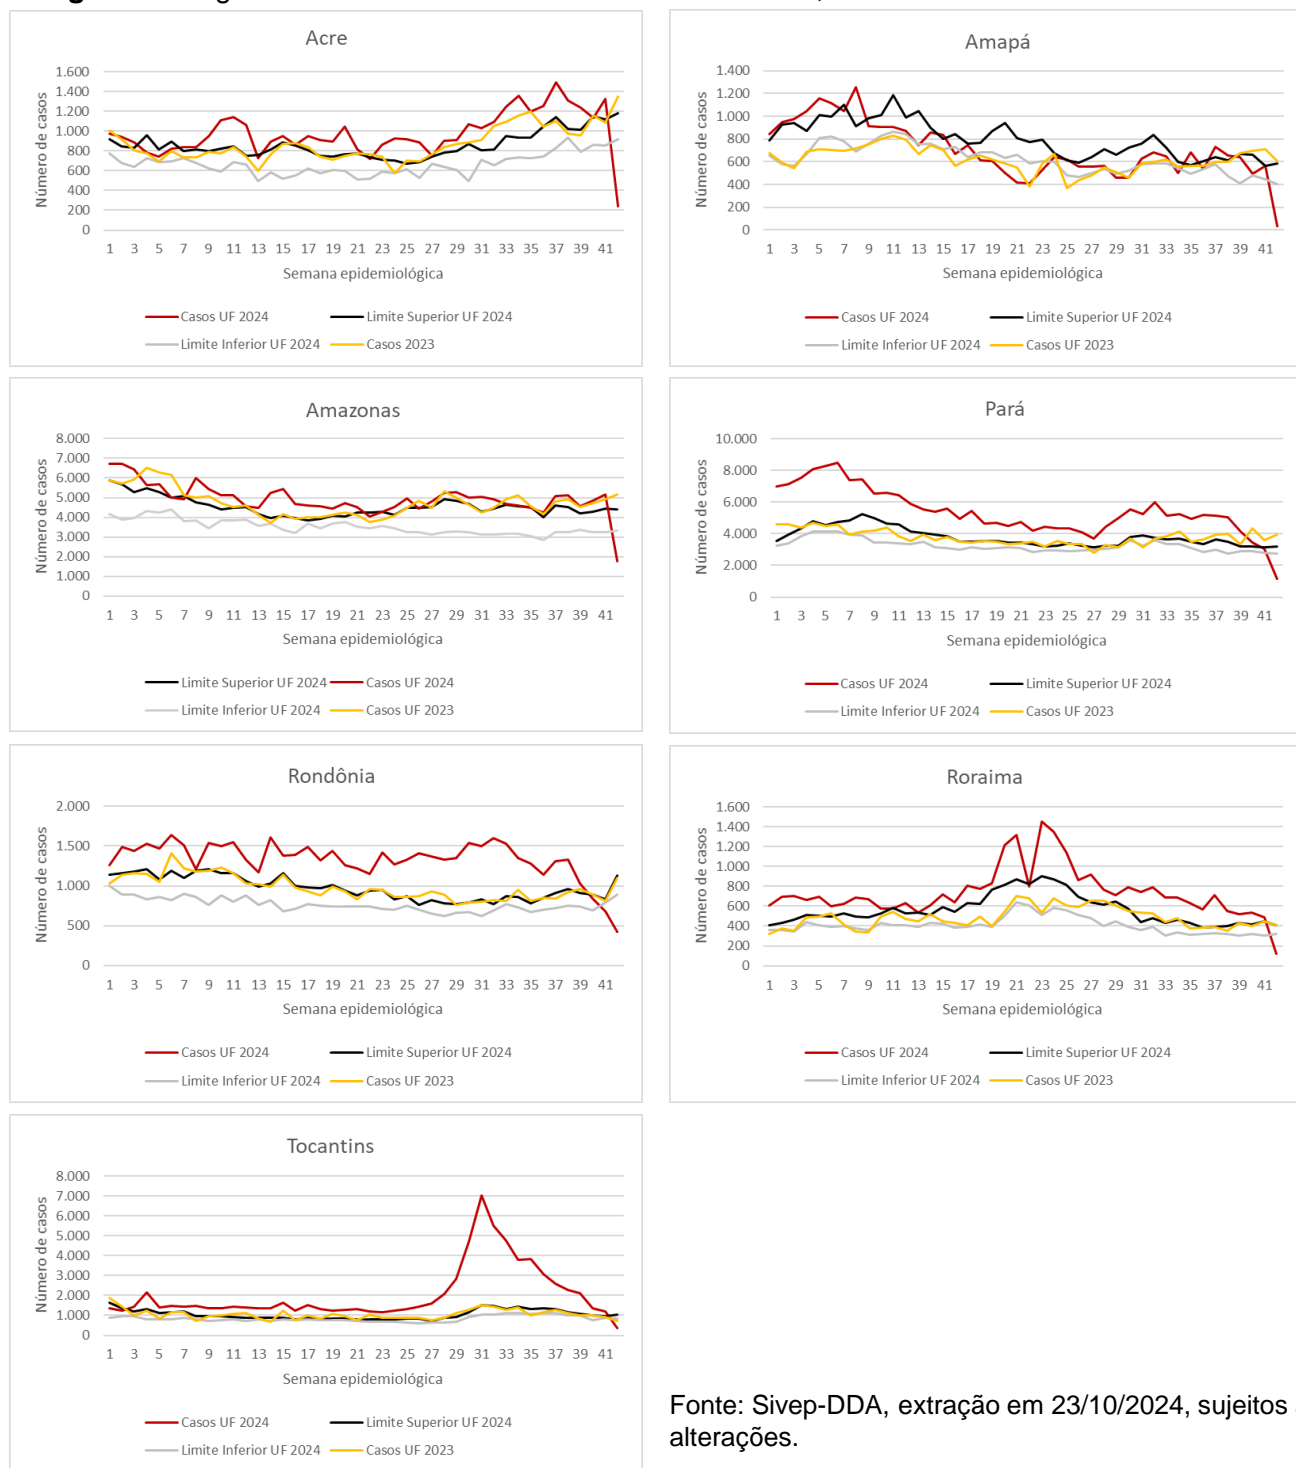 Acre
Número de casos
1.600
1.400
1.200
1.000
800
600
400
200
0
1 3 5 7 9 11 13 15 17 19 21 23 25 27 29 31 33 35 37 39 41
Semana epidemiológica
Casos UF 2024 Limite Superior UF 2024
Limite Inferior UF 2024 Casos 2023
Amapá
Número de casos
1.400
1.200
1.000
800
600
400
200
0
1 3 5 7 9 11 13 15 17 19 21 23 25 27 29 31 33 35 37 39 41
Semana epidemiológica
Casos UF 2024 Limite Superior UF 2024
Limite Inferior UF 2024 Casos UF 2023
Amazonas
Número de casos
8.000
7.000
6.000
5.000
4.000
3.000
2.000
1.000
0
1 3 5 7 9 11 13 15 17 19 21 23 25 27 29 31 33 35 37 39 41
Semana epidemiológica
Limite Superior UF 2024 Casos UF 2024
Limite Inferior UF 2024 Casos UF 2023
Pará
Número de casos
10.000
8.000
6.000
4.000
2.000
0
1 3 5 7 9 11 13 15 17 19 21 23 25 27 29 31 33 35 37 39 41
Semana epidemiológica
Casos UF 2024 Limite Superior UF 2024
Limite Inferior UF 2024 Casos UF 2023
Rondônia
Número de casos
2.000
1.500
1.000
500
0
1 3 5 7 9 11 13 15 17 19 21 23 25 27 29 31 33 35 37 39 41
Semana epidemiológica
Casos UF 2024 Limite Superior UF 2024
Limite Inferior UF 2024 Casos UF 2023
Roraima
Número de casos
1.600
1.400
1.200
1.000
800
600
400
200
0
1 3 5 7 9 11 13 15 17 19 21 23 25 27 29 31 33 35 37 39 41
Semana epidemiológica
Casos UF 2024 Limite Superior UF 2024
Limite Inferior UF 2024 Casos UF 2023
Tocantins
Número de casos
8.000
7.000
6.000
5.000
4.000
3.000
2.000
1.000
0
1 3 5 7 9 11 13 15 17 19 21 23 25 27 29 31 33 35 37 39 41
Semana epidemiológica
Casos UF 2024 Limite Superior UF 2024
Limite Inferior UF 2024 Casos UF 2023
Fonte: Sivep-DDA, extração em 23/10/2024, sujeitos
alterações.